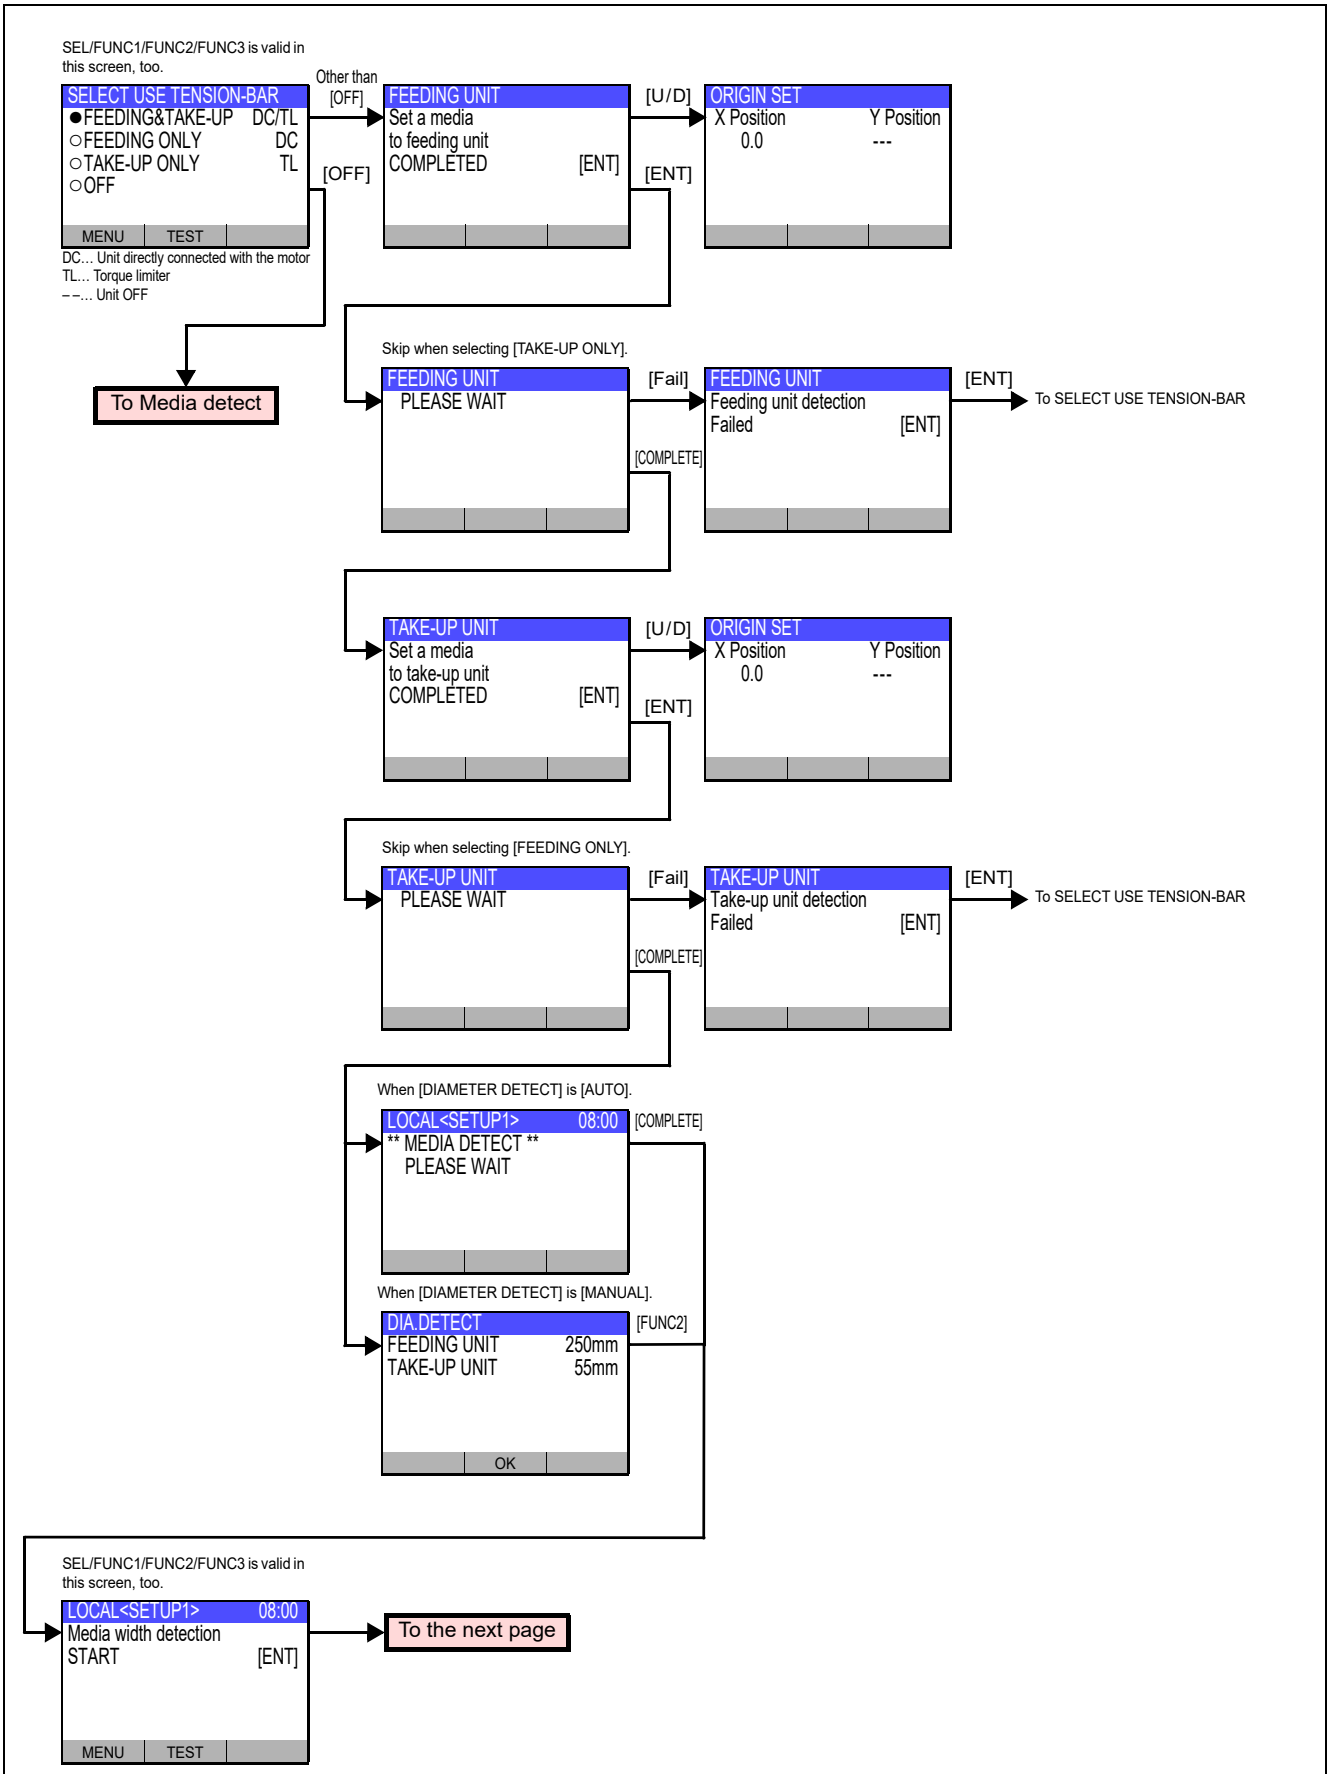 SEL/FUNC1/FUNC2/FUNC3 is valid in
this screen, too.
SELECT USE TENSION-BAR
●FEEDING&TAKE-UP DC/TL
○FEEDING ONLY DC
○TAKE-UP ONLY TL
○OFF
MENU TEST
DC… Unit directly connected with the motor
TL… Torque limiter
– –… Unit OFF
Other than
[OFF]
[OFF]
FEEDING UNIT
Set a media
to feeding unit
COMPLETED [ENT]
[U/D]
[ENT]
ORIGIN SET
X Position Y Position
0.0 ---
To Media detect
Skip when selecting [TAKE-UP ONLY].
FEEDING UNIT
PLEASE WAIT
[Fail]
[COMPLETE]
FEEDING UNIT
Feeding unit detection
Failed [ENT]
[ENT]
To SELECT USE TENSION-BAR
TAKE-UP UNIT
Set a media
to take-up unit
COMPLETED [ENT]
[U/D]
[ENT]
ORIGIN SET
X Position Y Position
0.0 ---
Skip when selecting [FEEDING ONLY].
TAKE-UP UNIT
PLEASE WAIT
[Fail]
[COMPLETE]
TAKE-UP UNIT
Take-up unit detection
Failed [ENT]
[ENT]
To SELECT USE TENSION-BAR
When [DIAMETER DETECT] is [AUTO].
LOCAL<SETUP1> 08:00
** MEDIA DETECT **
PLEASE WAIT
[COMPLETE]
When [DIAMETER DETECT] is [MANUAL].
DIA.DETECT
FEEDING UNIT 250mm
TAKE-UP UNIT 55mm
OK
[FUNC2]
SEL/FUNC1/FUNC2/FUNC3 is valid in
this screen, too.
LOCAL<SETUP1> 08:00
Media width detection
START [ENT]
MENU TEST
To the next page